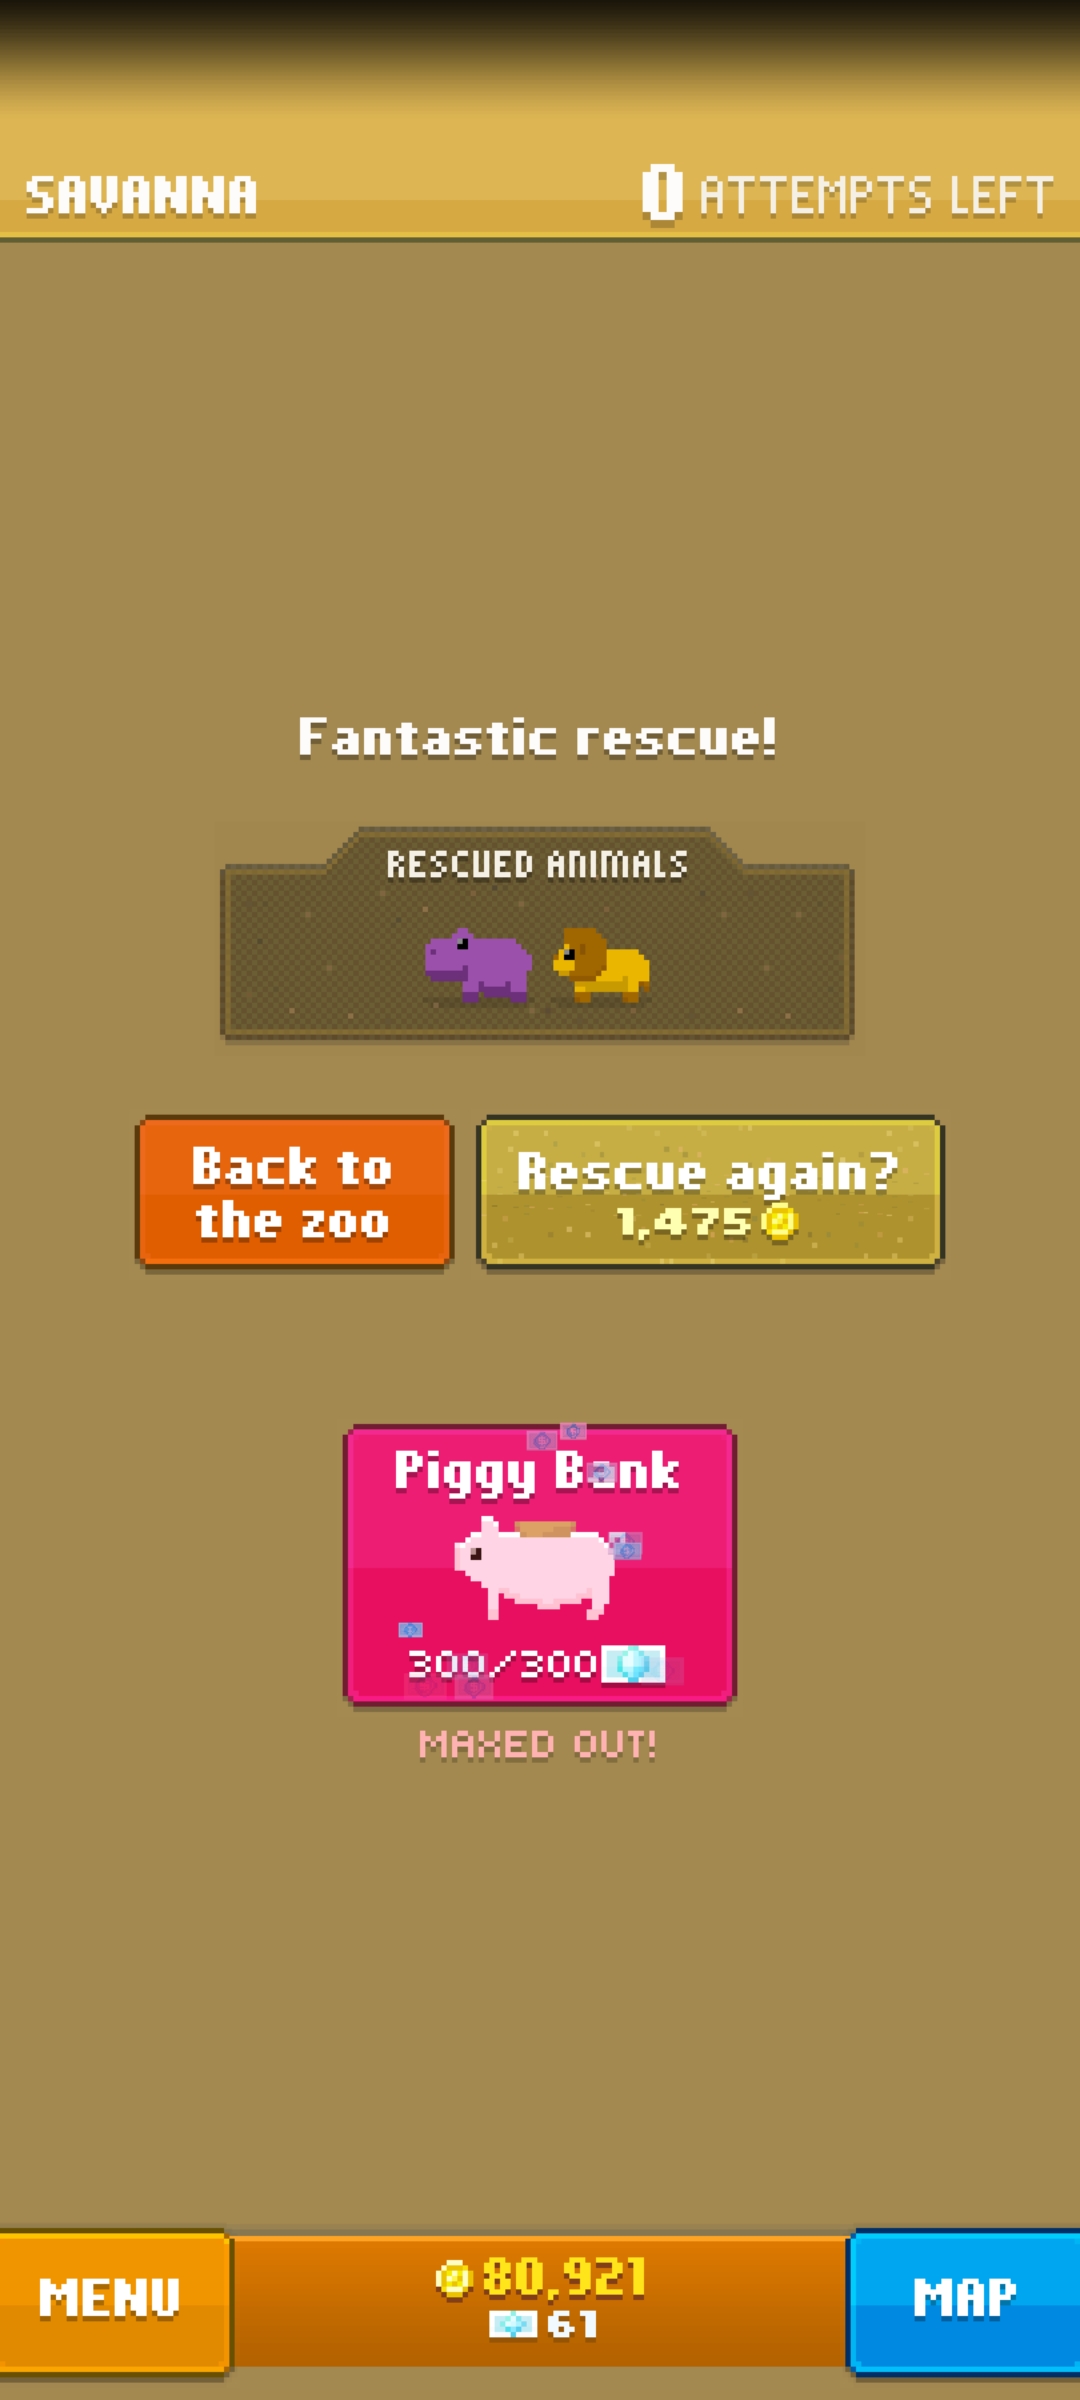 SAVANNA
0 ATTEMPTS LEFT
Fantastic rescue!
RESCUED ANIMALS
Back to
the zoo
Rescue again?
1,475
Piggy Bank
300/300
MAXED OUT!
MENU
80,921
61
MAP